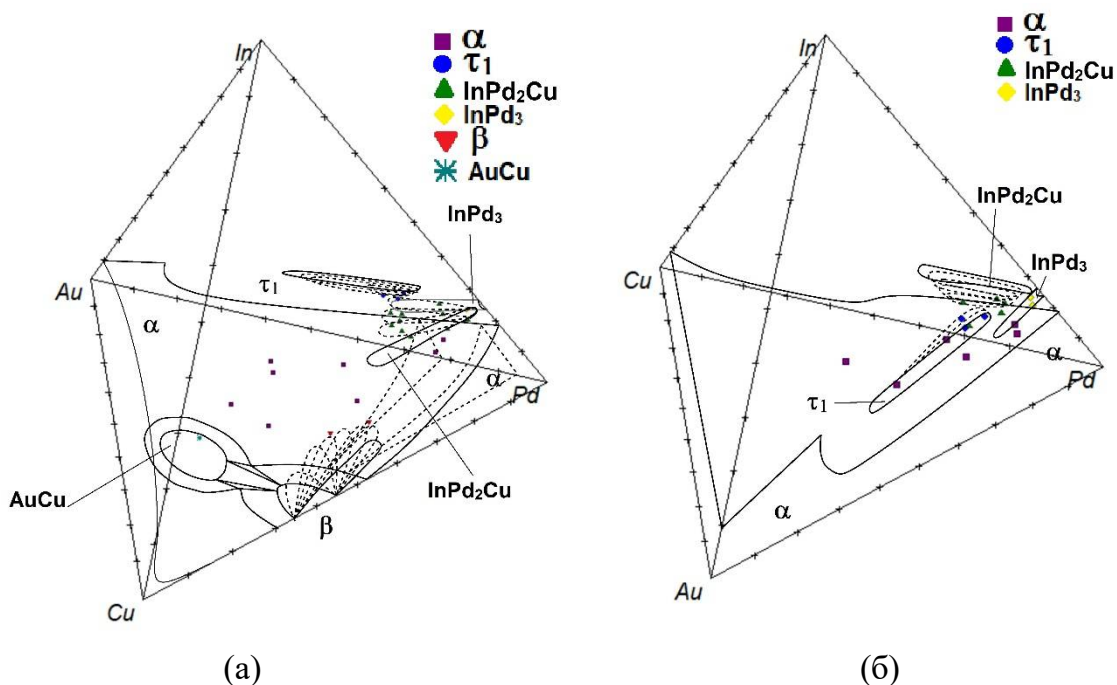 In
α
τ1
InPd2Cu
InPd3
β
AuCu
InPd3
Au
τ1
α
α
Pd
AuCu
InPd2Cu
β
Cu
(а)
In
α
τ1
InPd2Cu
InPd3
InPd2Cu
InPd3
Cu
α
Pd
τ1
α
Au
(б)